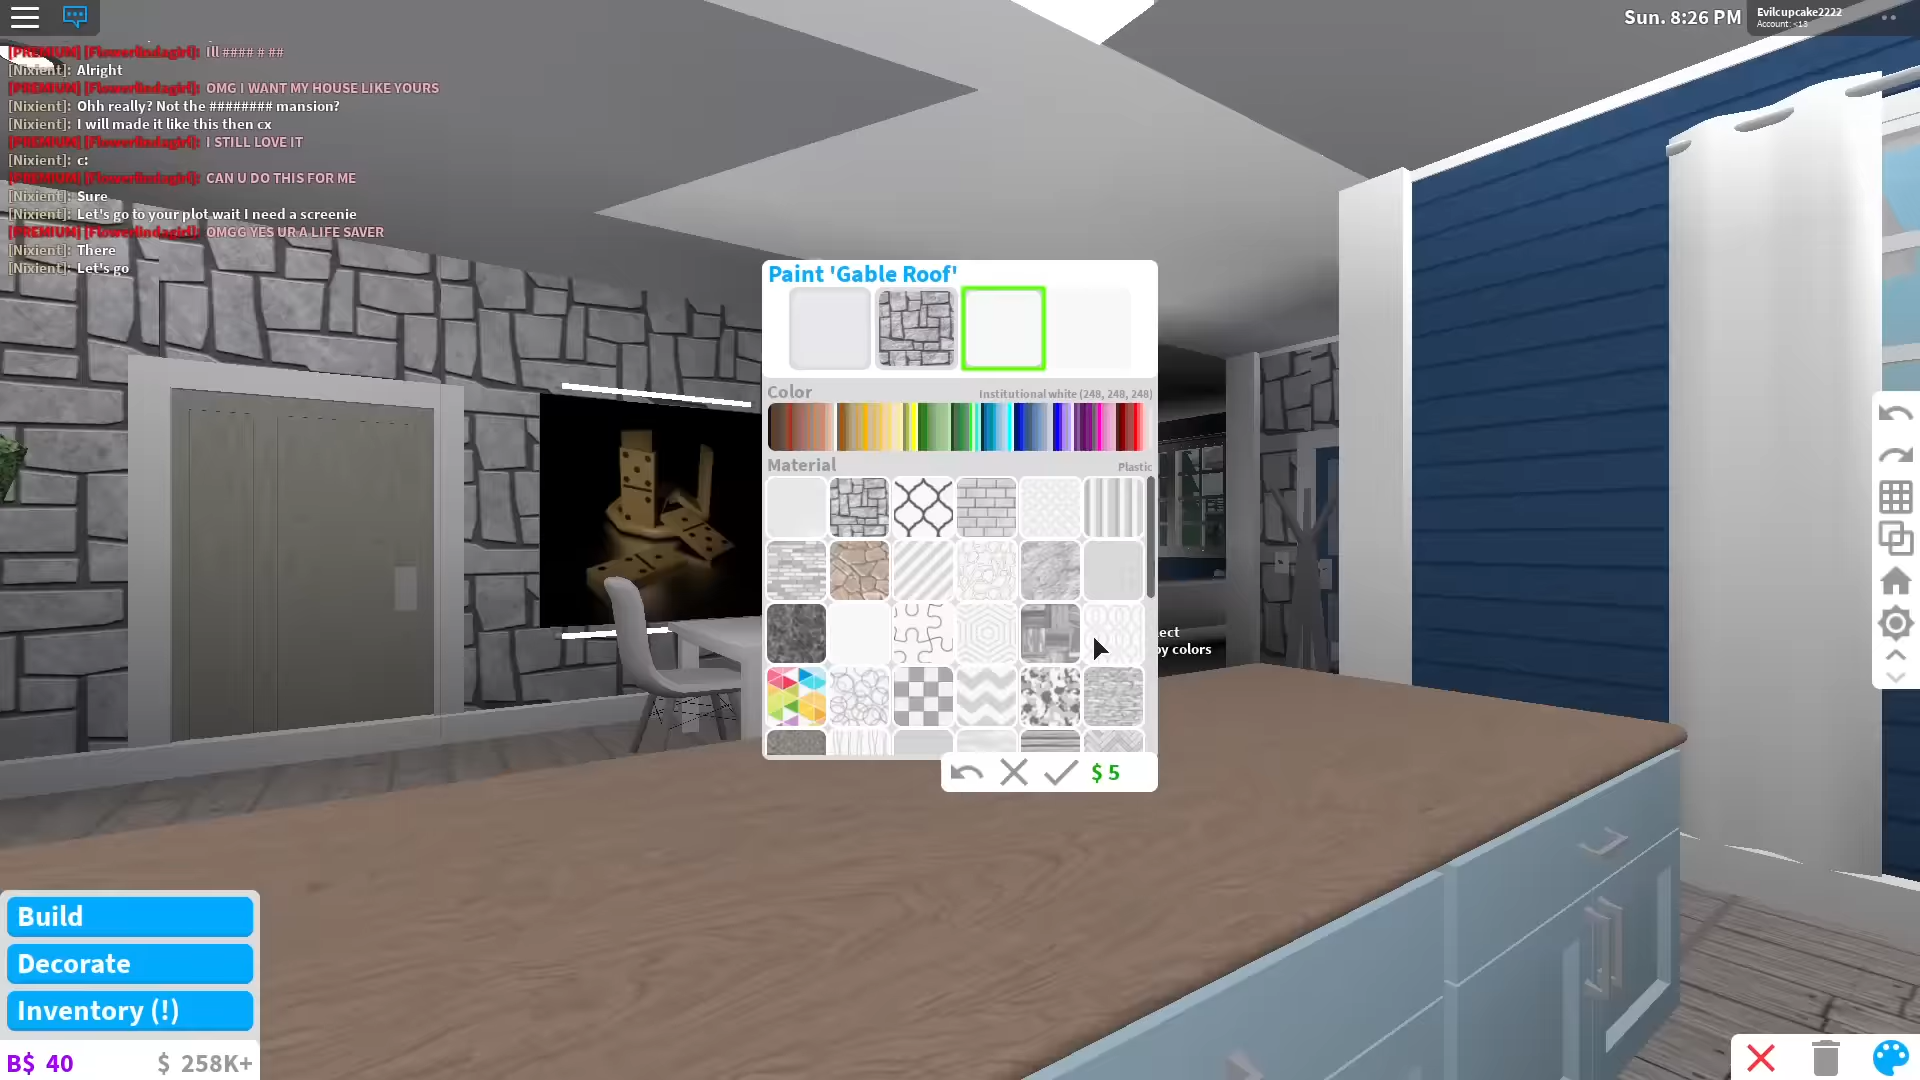 Sun. 8:26 PM
Evilcupcake2222
Account: <13
[PREMIUM] [Flowerlindagirl]: Ill #### # ##
[Nixient]: Alright
[PREMIUM] [Flowerlindagirl]: OMG I WANT MY HOUSE LIKE YOURS
[Nixient]: Ohh really? Not the ######## mansion?
[Nixient]: I will made it like this then cx
[PREMIUM] [Flowerlindagirl]: I STILL LOVE IT
[Nixient]: c:
[PREMIUM] [Flowerlindagirl]: CAN U DO THIS FOR ME
[Nixient]: Sure
[Nixient]: Let's go to your plot wait I need a screenie
[PREMIUM] [Flowerlindagirl]: OMGG YES UR A LIFE SAVER
[Nixient]: There
[Nixient]: Let's go
Paint 'Gable Roof'
Color
Institutional white (248, 248, 248)
Material
Plastic
lect
by colors
$ 5
Build
Decorate
Inventory (!)
B$ 40
$ 258K+